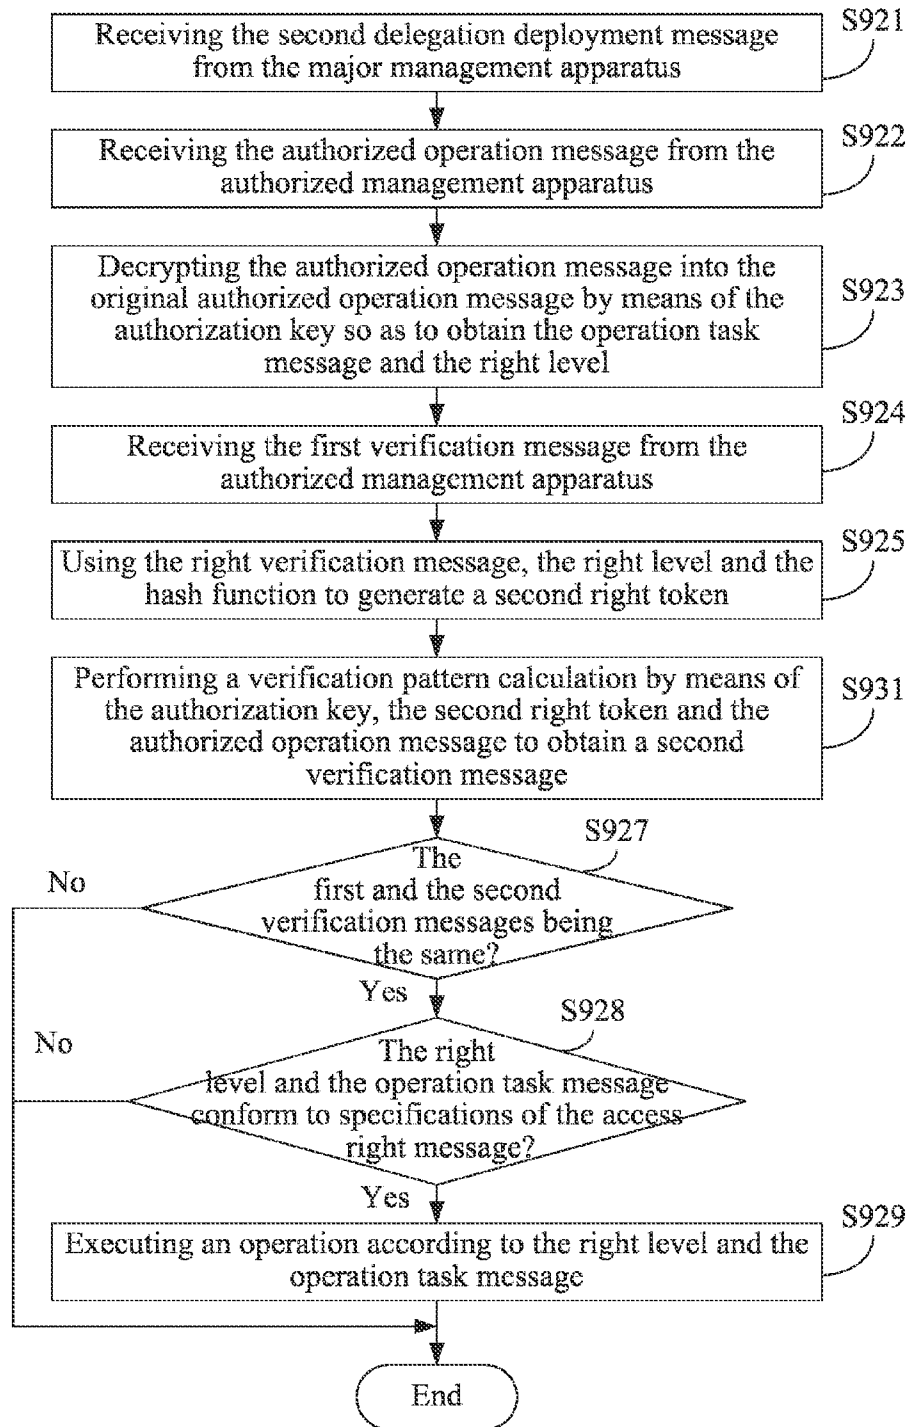 S921
Receiving the second delegation deployment message
from the major management apparatus
S922
Receiving the authorized operation message from the
authorized management apparatus
S923
Decrypting the authorized operation message into the
original authorized operation message by means of the
authorization key so as to obtain the operation task
message and the right level
S924
Receiving the first verification message from the
authorized management apparatus
S925
Using the right verification message, the right level and the
hash function to generate a second right token
S931
Performing a verification pattern calculation by means of
the authorization key, the second right token and the
authorized operation message to obtain a second
verification message
S927
The
first and the second
verification messages being
the same?
No
Yes
S928
The right
level and the operation task message
conform to specifications of the access
right message?
No
Yes
S929
Executing an operation according to the right level and the
operation task message
End